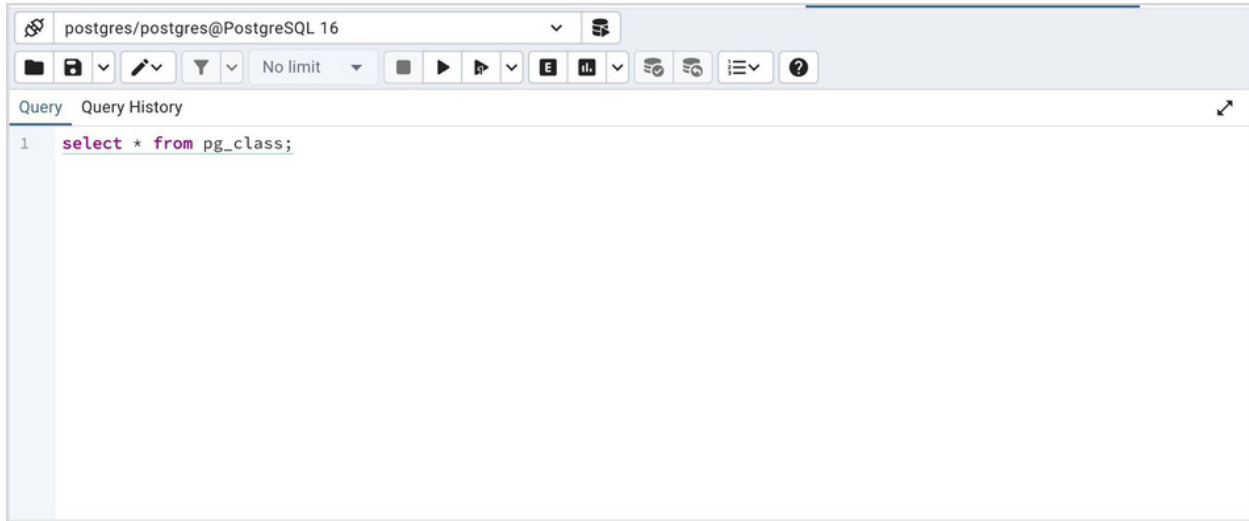 postgres/postgres@PostgreSQL 16
No limit
E
Query Query History
1 select * from pg_class;